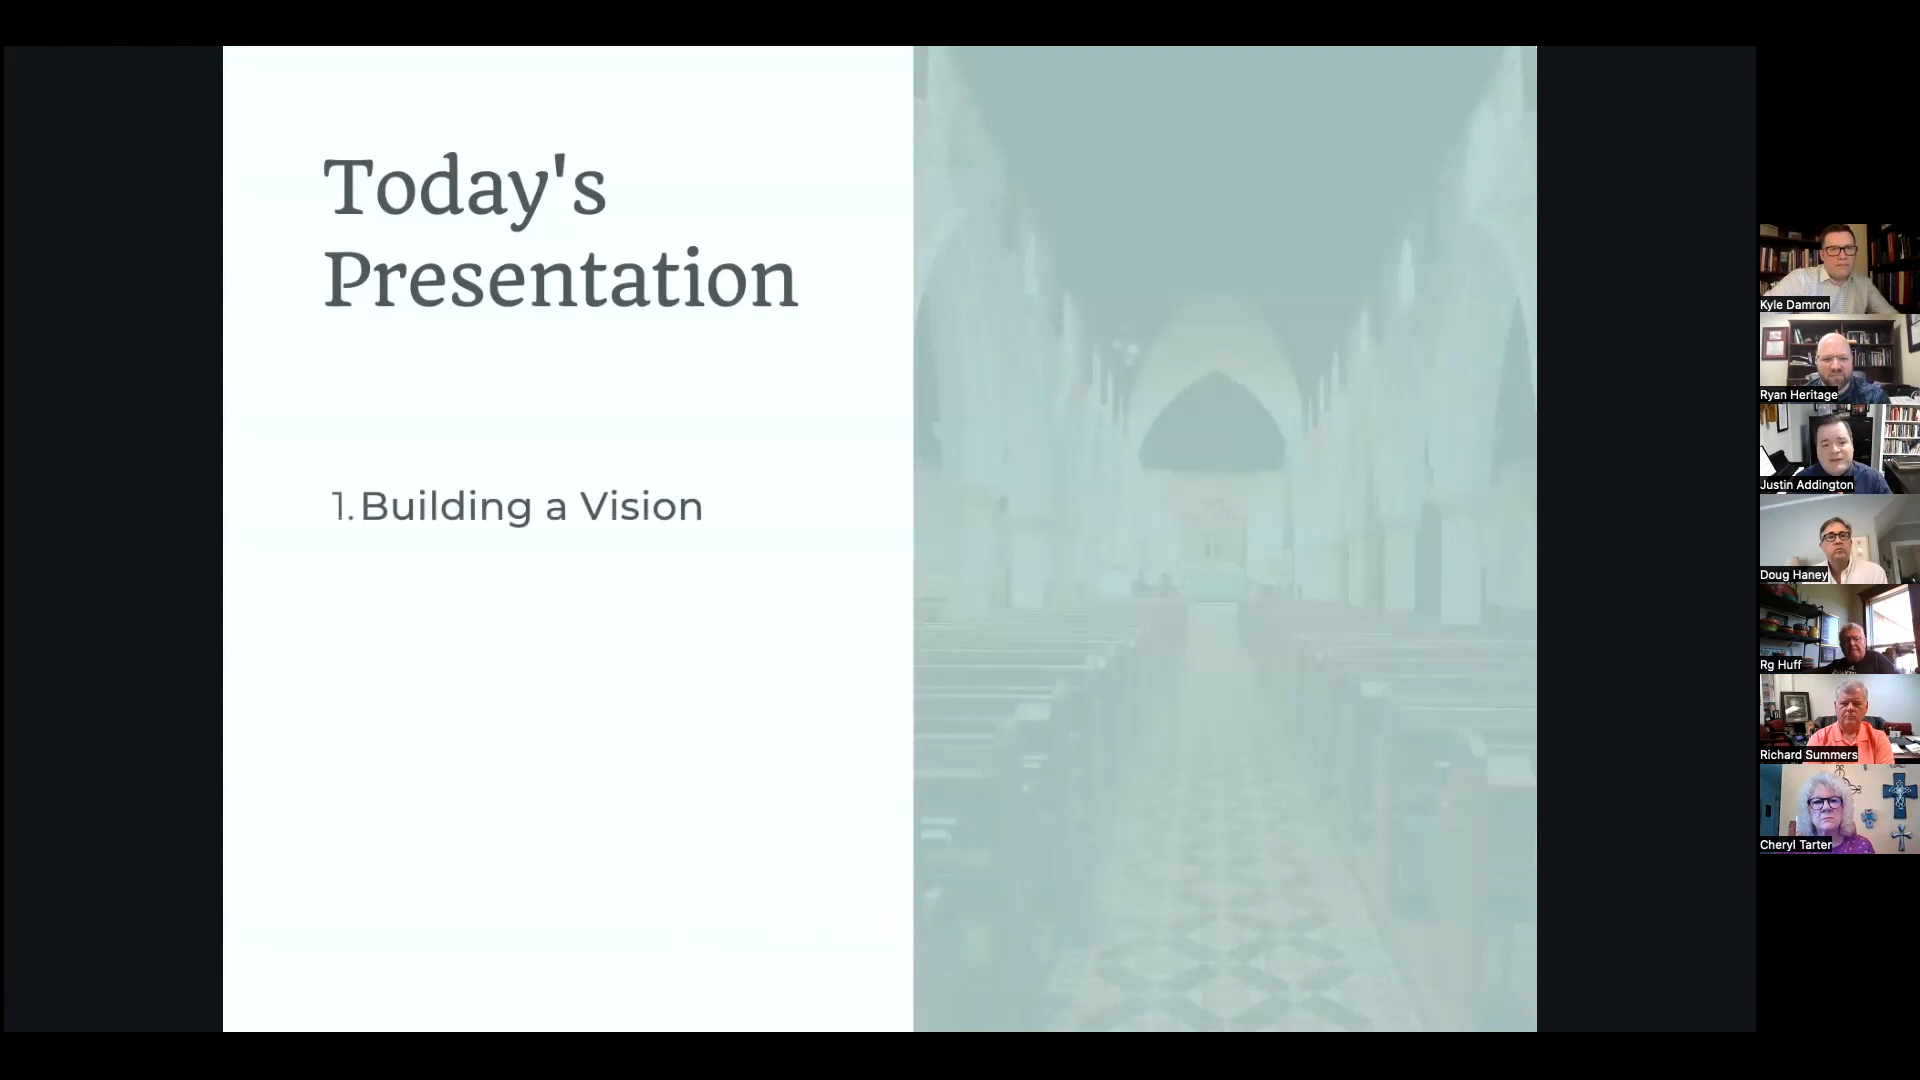 Today's
Presentation
1. Building a Vision
Kyle Damron
Ryan Heritage
Justin Addington
Doug Haney
Rg Huff
Richard Summers
Cheryl Tarter